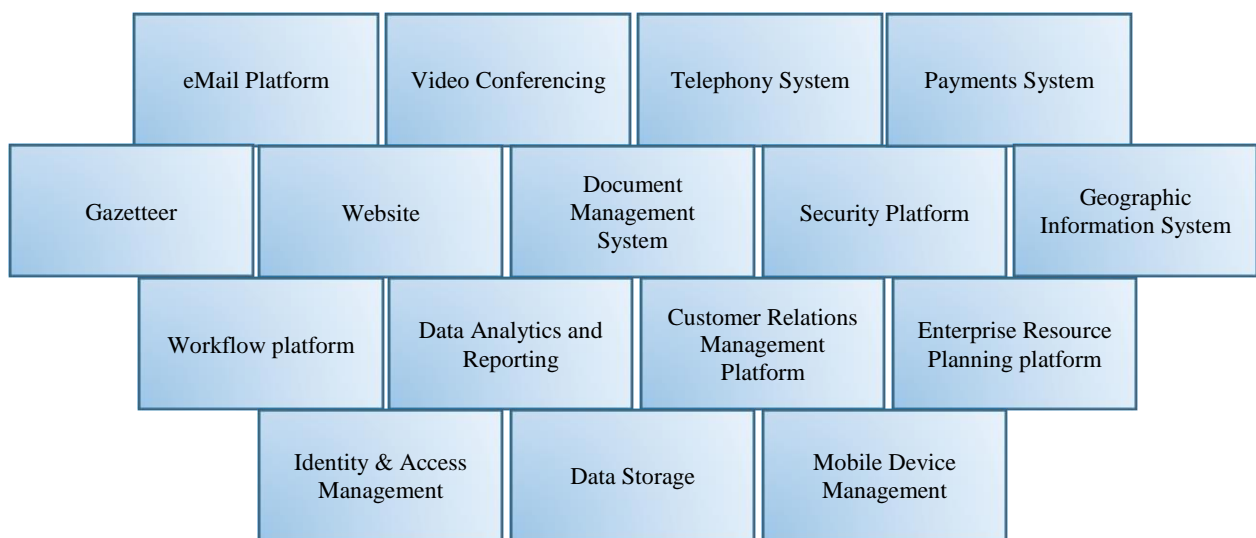 eMail Platform
Video Conferencing
Telephony System
Payments System
Gazetteer
Website
Document
Management
System
Security Platform
Geographic
Information System
Workflow platform
Data Analytics and
Reporting
Customer Relations
Management
Platform
Enterprise Resource
Planning platform
Identity & Access
Management
Data Storage
Mobile Device
Management